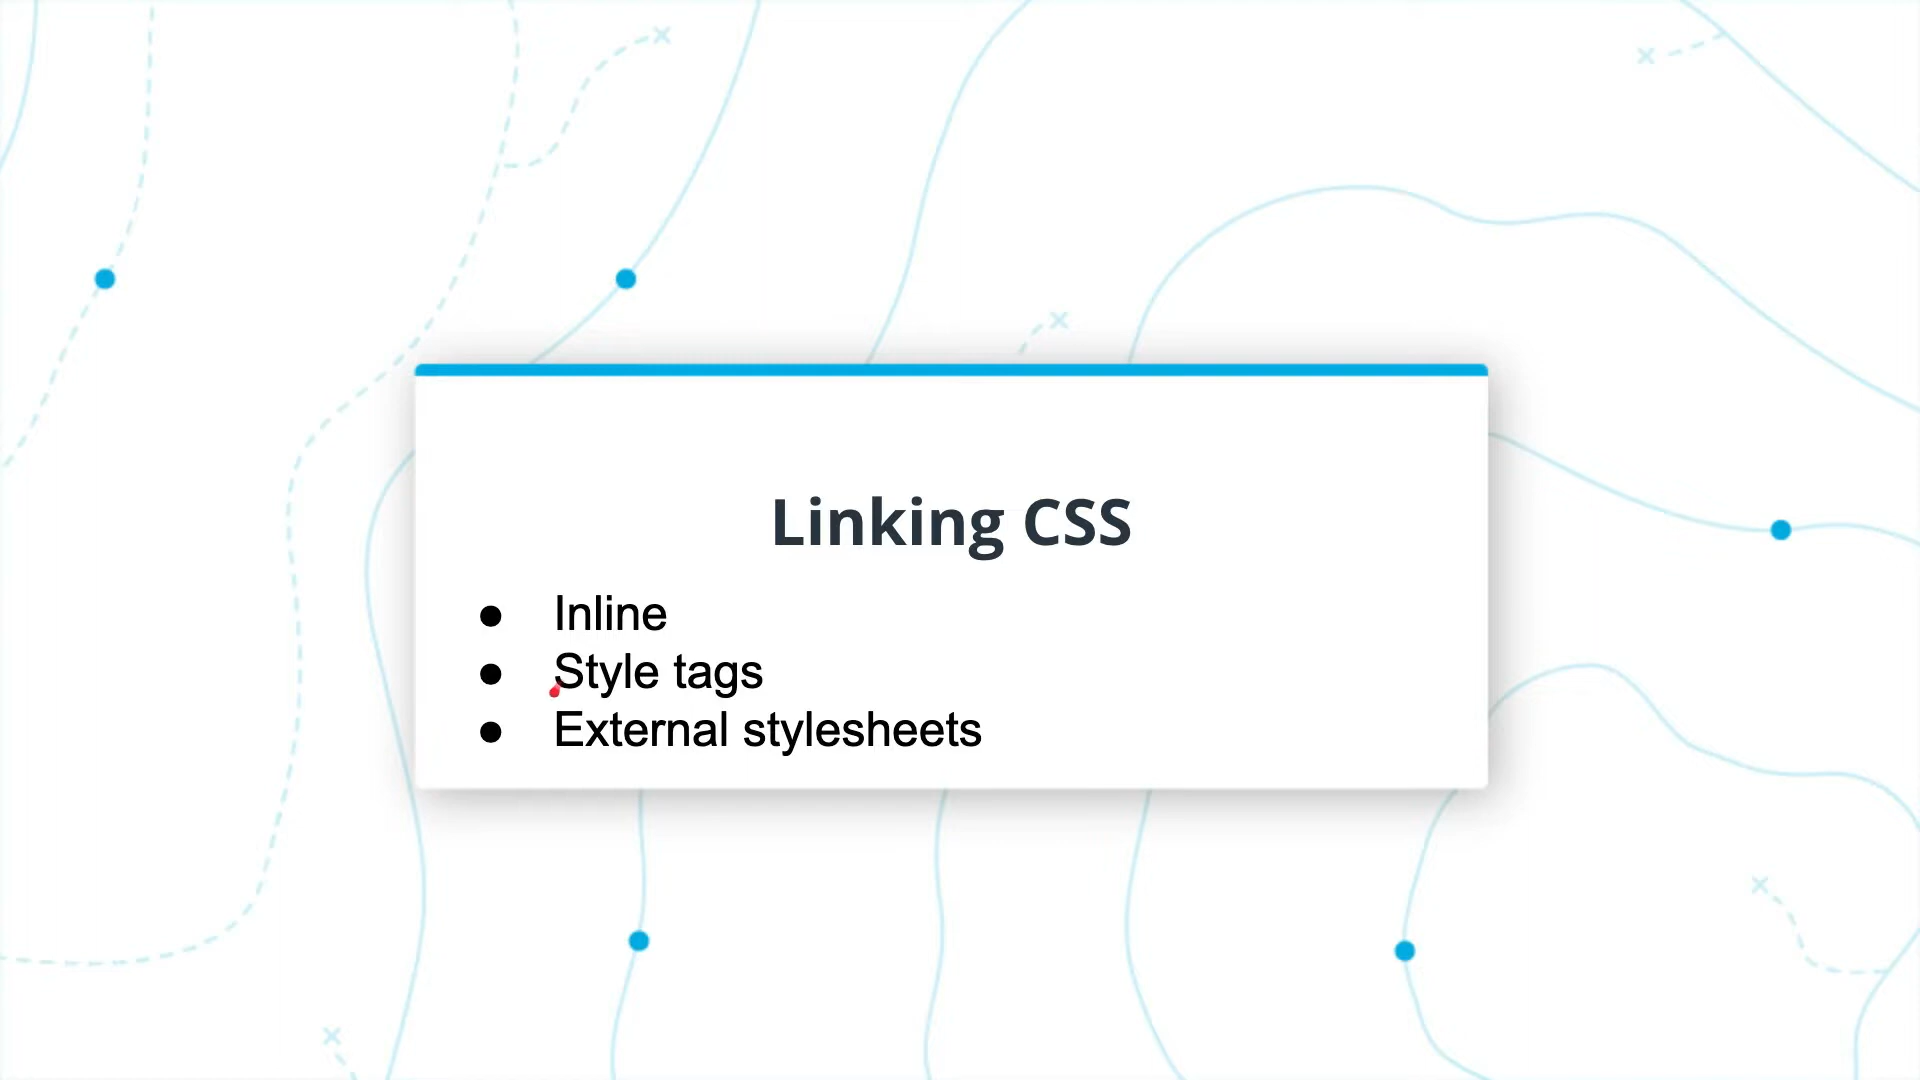 Linking CSS
● Inline
● Style tags
● External stylesheets